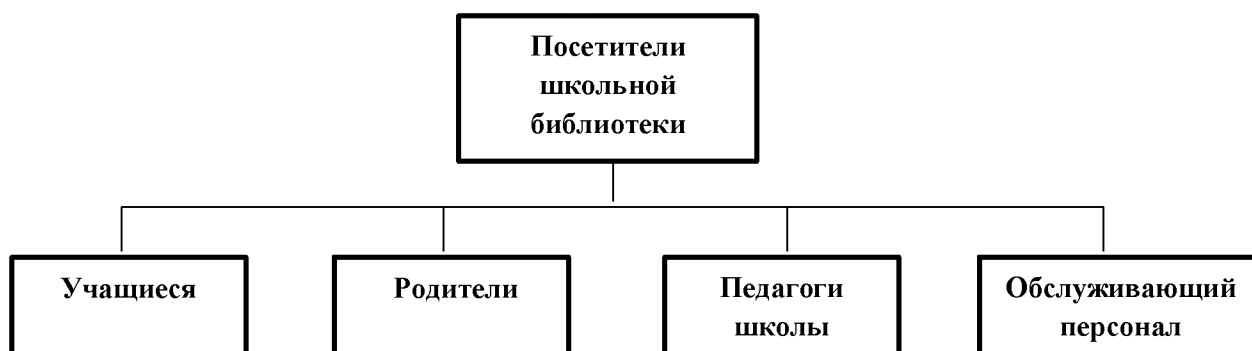 Посетители
школьной
библиотеки
Учащиеся
Родители
Педагоги
школы
Обслуживающий
персонал